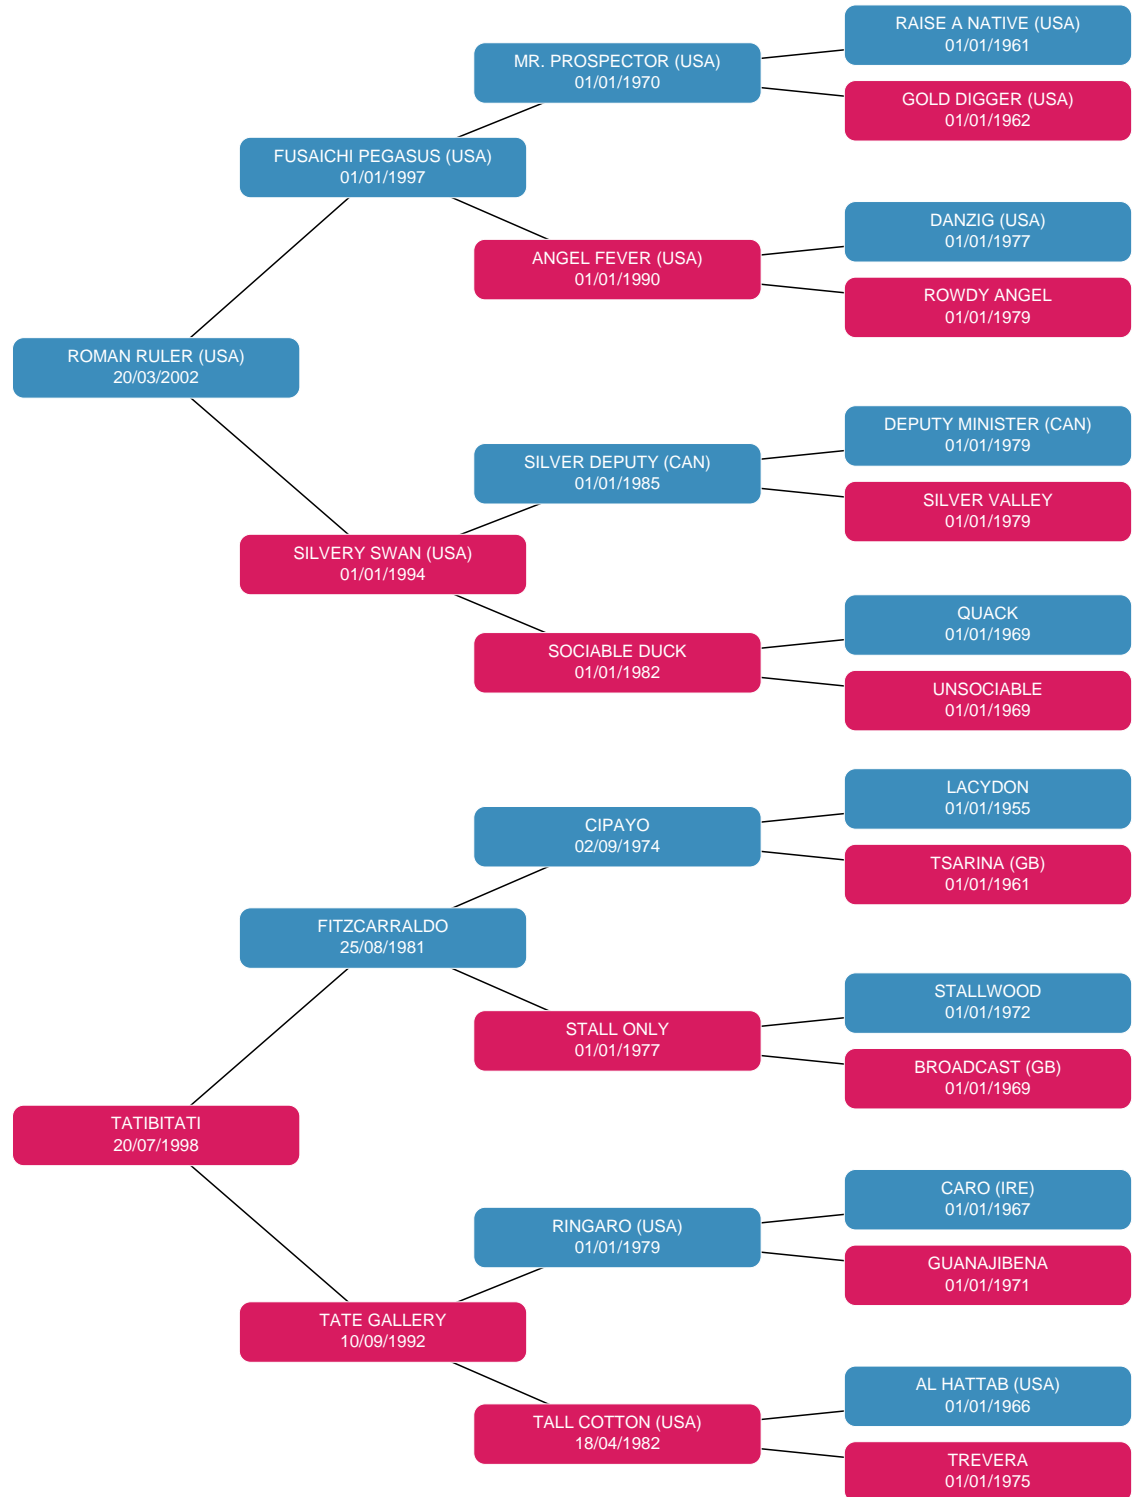 RAISE A NATIVE (USA)
01/01/1961
MR. PROSPECTOR (USA)
01/01/1970
GOLD DIGGER (USA)
01/01/1962
FUSAICHI PEGASUS (USA)
01/01/1997
DANZIG (USA)
01/01/1977
ANGEL FEVER (USA)
01/01/1990
ROWDY ANGEL
01/01/1979
ROMAN RULER (USA)
20/03/2002
DEPUTY MINISTER (CAN)
01/01/1979
SILVER DEPUTY (CAN)
01/01/1985
SILVER VALLEY
01/01/1979
SILVERY SWAN (USA)
01/01/1994
QUACK
01/01/1969
SOCIABLE DUCK
01/01/1982
UNSOCIABLE
01/01/1969
LACYDON
01/01/1955
CIPAYO
02/09/1974
TSARINA (GB)
01/01/1961
FITZCARRALDO
25/08/1981
STALLWOOD
01/01/1972
STALL ONLY
01/01/1977
BROADCAST (GB)
01/01/1969
TATIBITATI
20/07/1998
CARO (IRE)
01/01/1967
RINGARO (USA)
01/01/1979
GUANAJIBENA
01/01/1971
TATE GALLERY
10/09/1992
AL HATTAB (USA)
01/01/1966
TALL COTTON (USA)
18/04/1982
TREVERA
01/01/1975